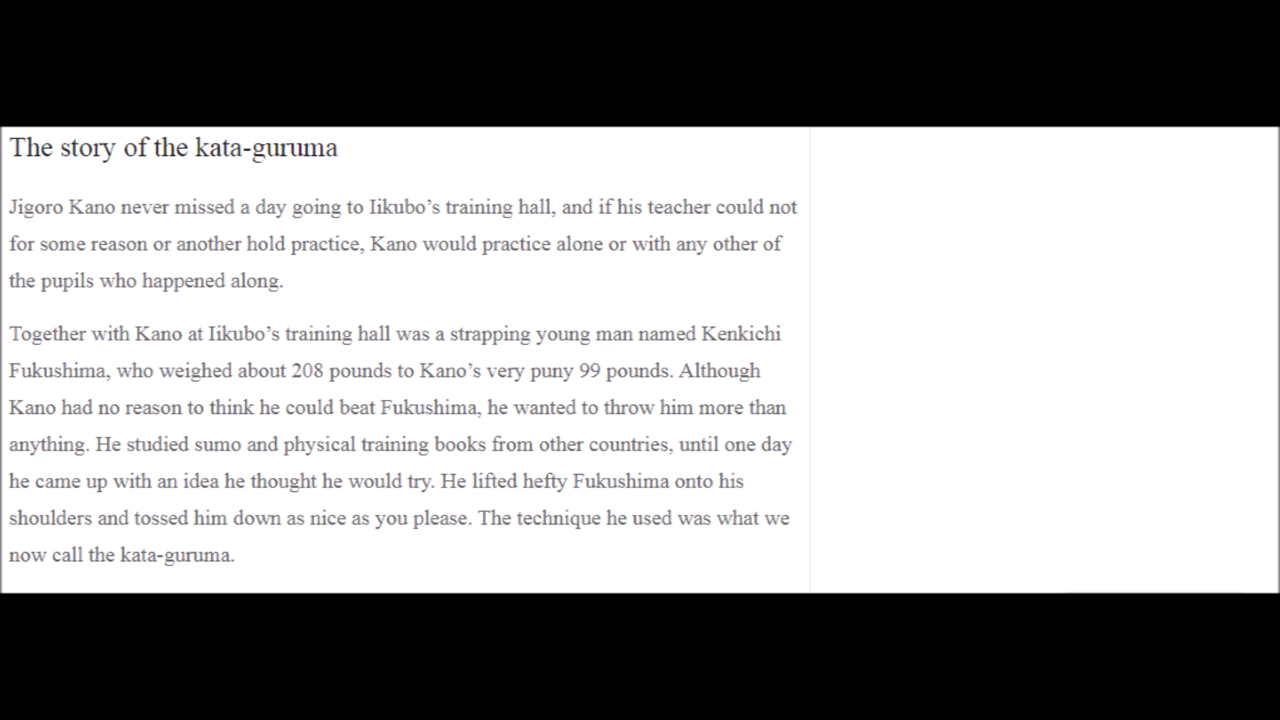 The story of the kata-guruma
Jigoro Kano never missed a day going to Iikubo’s training hall, and if his teacher could not
for some reason or another hold practice, Kano would practice alone or with any other of
the pupils who happened along.
Together with Kano at Iikubo’s training hall was a strapping young man named Kenkichi
Fukushima, who weighed about 208 pounds to Kano’s very puny 99 pounds. Although
Kano had no reason to think he could beat Fukushima, he wanted to throw him more than
anything. He studied sumo and physical training books from other countries, until one day
he came up with an idea he thought he would try. He lifted hefty Fukushima onto his
shoulders and tossed him down as nice as you please. The technique he used was what we
now call the kata-guruma.